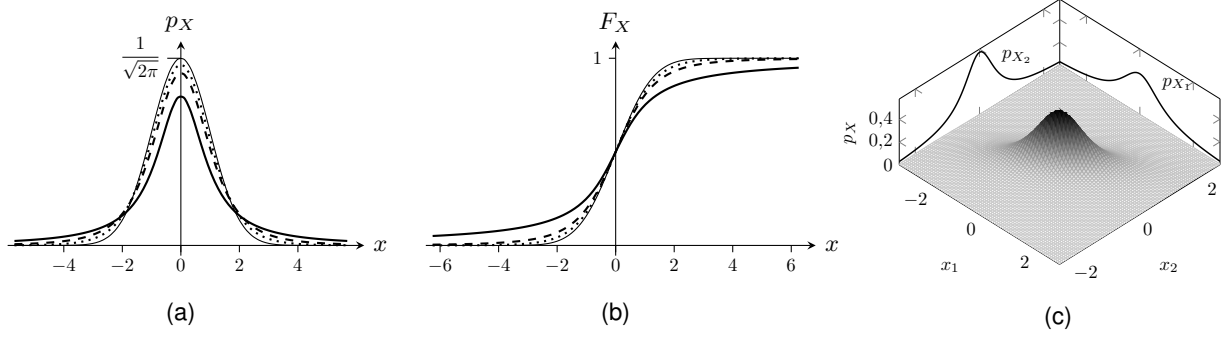 p_X
1
√2π
−4 −2 0 2 4 x
(a)
F_X
1
−6 −4 −2 0 2 4 6 x
(b)
p_{X_2}
p_{X_1}
p_X
0,4
0,2
0
−2 0 2
x_1
−2 0 2
x_2
(c)